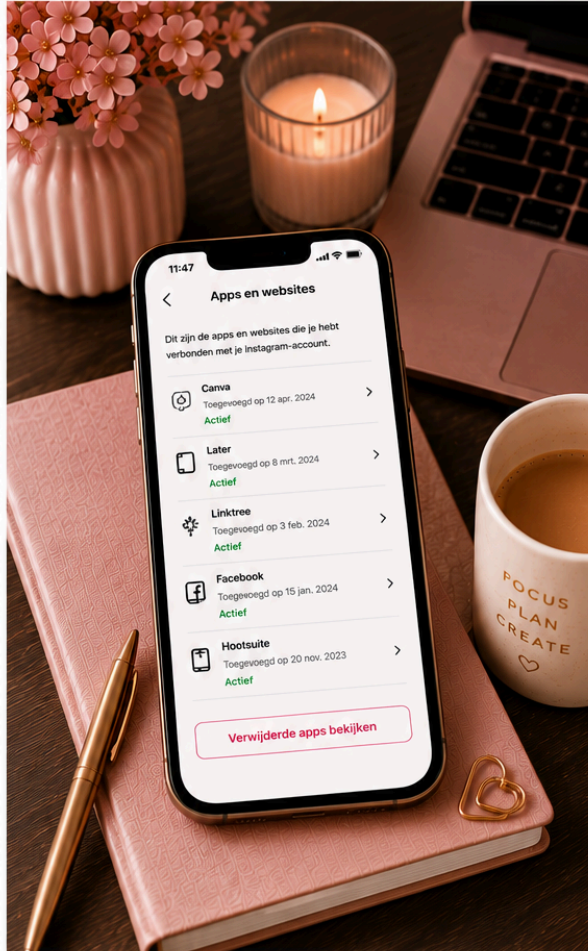 11:47
Apps en websites
Dit zijn de apps en websites die je hebt
verbonden met je Instagram-account.
Canva
Toegevoegd op 12 apr. 2024
Actief
Later
Toegevoegd op 8 mrt. 2024
Actief
Linktree
Toegevoegd op 3 feb. 2024
Actief
Facebook
Toegevoegd op 15 jan. 2024
Actief
Hootsuite
Toegevoegd op 20 nov. 2023
Actief
Verwijderde apps bekijken
FOCUS
PLAN
CREATE